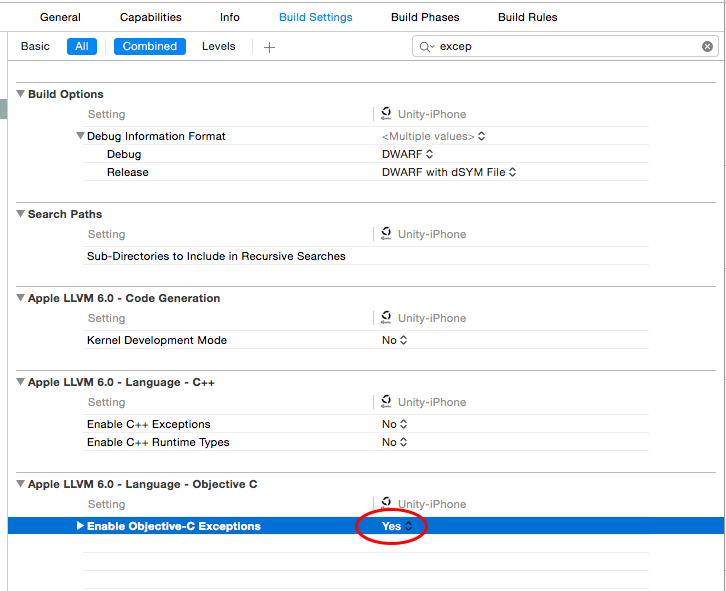 General Capabilities Info Build Settings Build Phases Build Rules
Basic All Combined Levels + excep
Build Options
Setting Unity-iPhone
Debug Information Format <Multiple values>
Debug DWARF
Release DWARF with dSYM File
Search Paths
Setting Unity-iPhone
Sub-Directories to Include in Recursive Searches
Apple LLVM 6.0 - Code Generation
Setting Unity-iPhone
Kernel Development Mode No
Apple LLVM 6.0 - Language - C++
Setting Unity-iPhone
Enable C++ Exceptions No
Enable C++ Runtime Types No
Apple LLVM 6.0 - Language - Objective C
Setting Unity-iPhone
Enable Objective-C Exceptions Yes